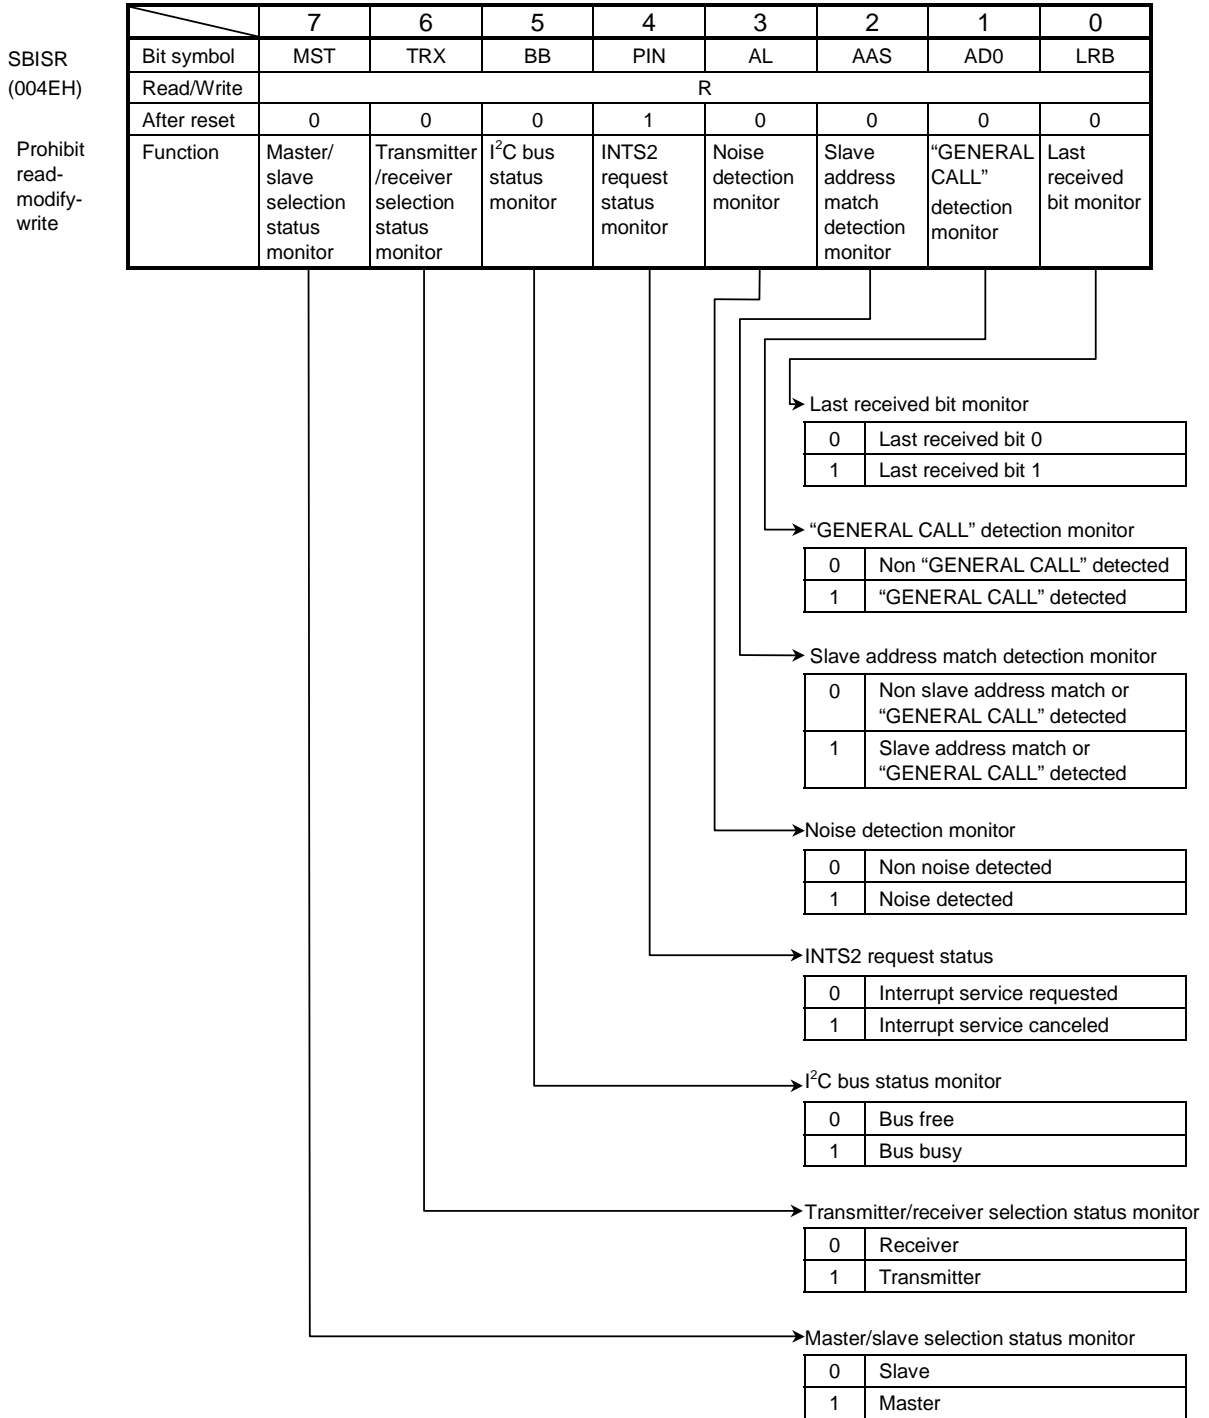 7 6 5 4 3 2 1 0
SBISR
(004EH)
Prohibit
read-
modify-
write
Bit symbol MST TRX BB PIN AL AAS AD0 LRB
Read/Write R
After reset 0 0 0 1 0 0 0 0
Function
Master/
slave
selection
status
monitor
Transmitter
/receiver
selection
status
monitor
I²C bus
status
monitor
INTS2
request
status
monitor
Noise
detection
monitor
Slave
address
match
detection
monitor
“GENERAL
CALL”
detection
monitor
Last
received
bit monitor
Last received bit monitor
0 Last received bit 0
1 Last received bit 1
“GENERAL CALL” detection monitor
0 Non “GENERAL CALL” detected
1 “GENERAL CALL” detected
Slave address match detection monitor
0 Non slave address match or
“GENERAL CALL” detected
1 Slave address match or
“GENERAL CALL” detected
Noise detection monitor
0 Non noise detected
1 Noise detected
INTS2 request status
0 Interrupt service requested
1 Interrupt service canceled
I²C bus status monitor
0 Bus free
1 Bus busy
Transmitter/receiver selection status monitor
0 Receiver
1 Transmitter
Master/slave selection status monitor
0 Slave
1 Master